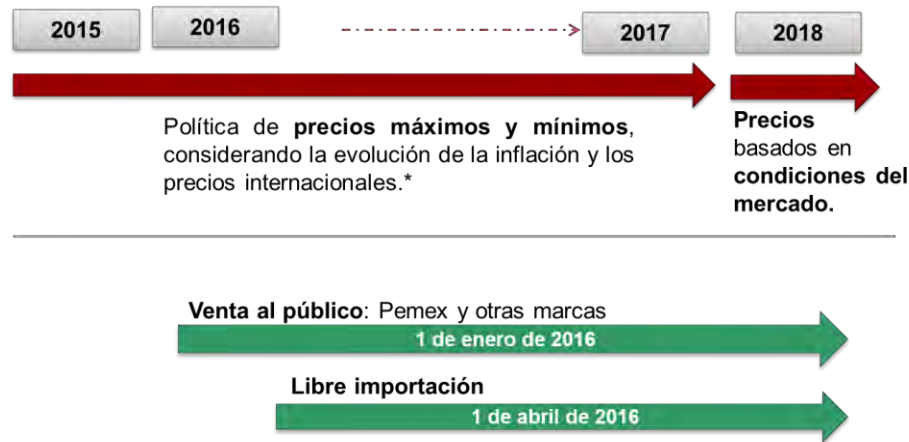 2015
2016
2017
2018
Política de precios máximos y mínimos,
considerando la evolución de la inflación y los
precios internacionales.*
Precios
basados en
condiciones del
mercado.
Venta al público: Pemex y otras marcas
1 de enero de 2016
Libre importación
1 de abril de 2016